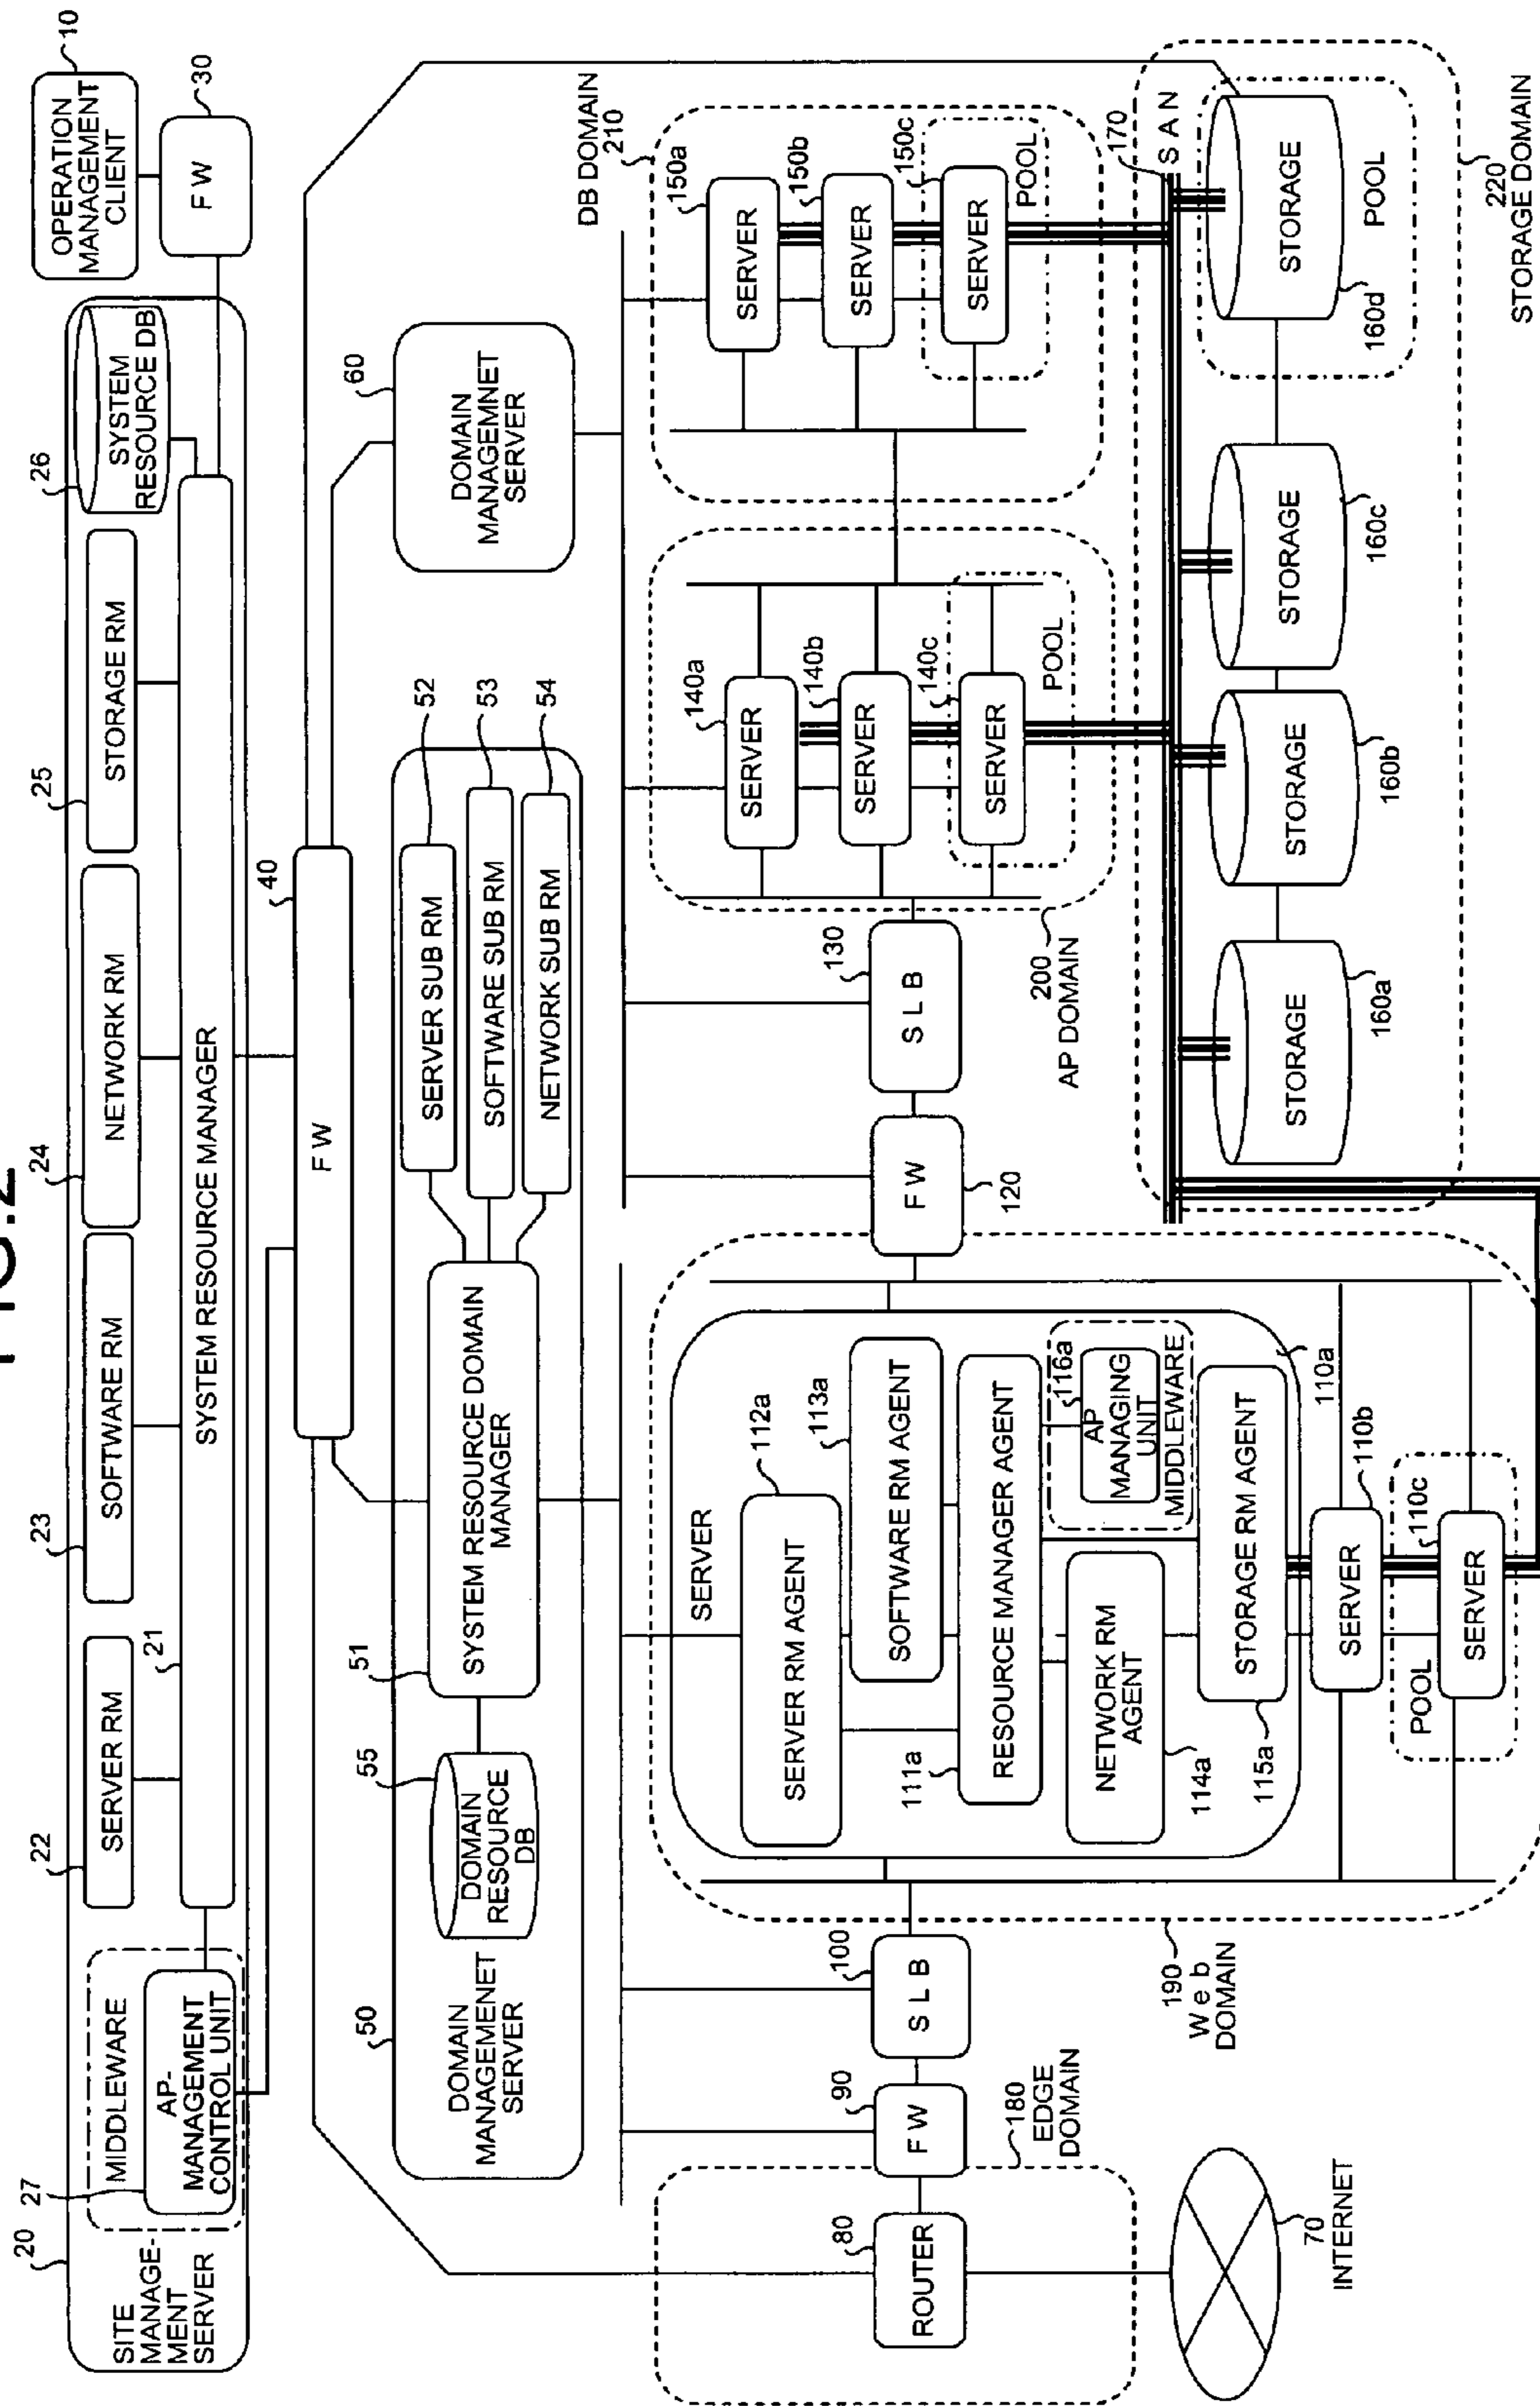 FIG.2
20
SITE
MANAGE-
MENT
SERVER
27
MIDDLEWARE
AP-
MANAGEMENT
CONTROL UNIT
22
SERVER RM
21
SYSTEM RESOURCE MANAGER
23
SOFTWARE RM
24
NETWORK RM
25
STORAGE RM
26
SYSTEM
RESOURCE DB
10
OPERATION
MANAGEMENT
CLIENT
30
FW
40
FW
50
DOMAIN
MANAGEMENET
SERVER
55
DOMAIN
RESOURCE
DB
51
SYSTEM RESOURCE DOMAIN
MANAGER
SERVER SUB RM
52
SOFTWARE SUB RM
53
NETWORK SUB RM
54
60
DOMAIN
MANAGEMNET
SERVER
80
ROUTER
90
FW
180
EDGE
DOMAIN
70
INTERNET
100
SLB
190
Web
DOMAIN
SERVER
112a
SERVER RM AGENT
113a
SOFTWARE RM AGENT
111a
RESOURCE MANAGER AGENT
116a
AP
MANAGING
UNIT
MIDDLEWARE
NETWORK RM
AGENT
114a
STORAGE RM AGENT
115a
110a
SERVER
110b
POOL
110c
SERVER
FW
120
130
SLB
200
AP DOMAIN
140a
SERVER
140b
SERVER
140c
SERVER
POOL
DB DOMAIN
210
150a
SERVER
150b
SERVER
150c
SERVER
POOL
170
SAN
STORAGE
160a
STORAGE
160b
STORAGE
160c
STORAGE
160d
POOL
220
STORAGE DOMAIN